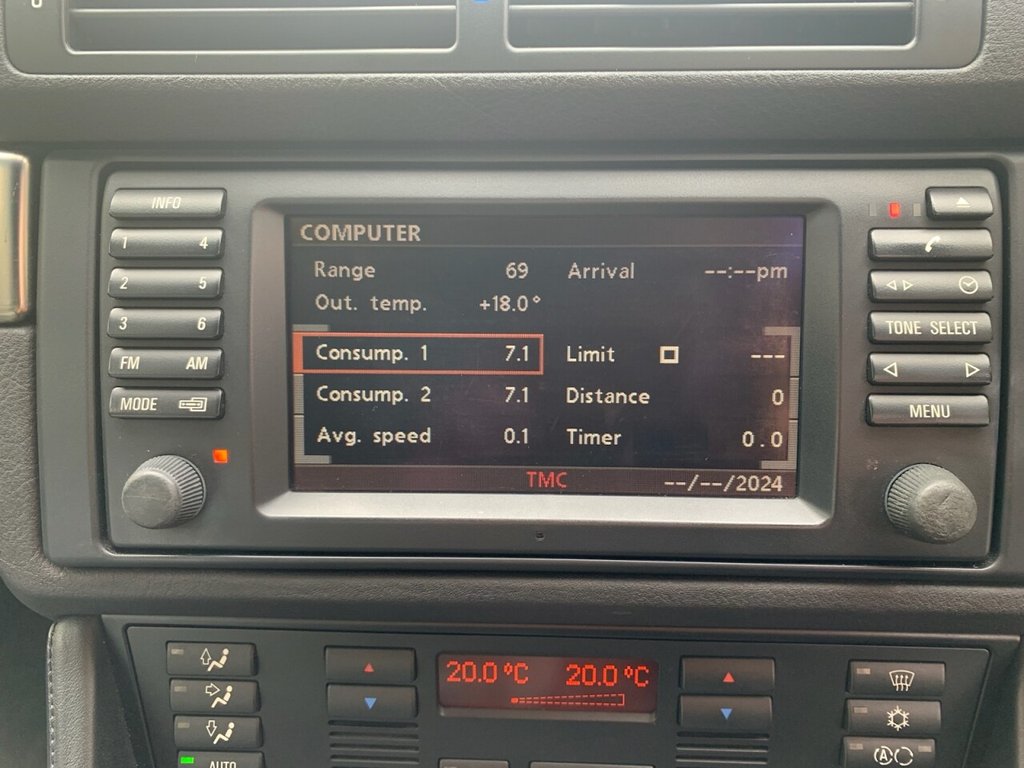 0
INFO
1 4
2 5
3 6
FM AM
MODE
COMPUTER
Range 69 Arrival --:--pm
Out. temp. +18.0°
Consump. 1 7.1 Limit ---
Consump. 2 7.1 Distance 0
Avg. speed 0.1 Timer 0.0
TMC --/--/2024
TONE SELECT
MENU
20.0 °C 20.0 °C
AUTO
A